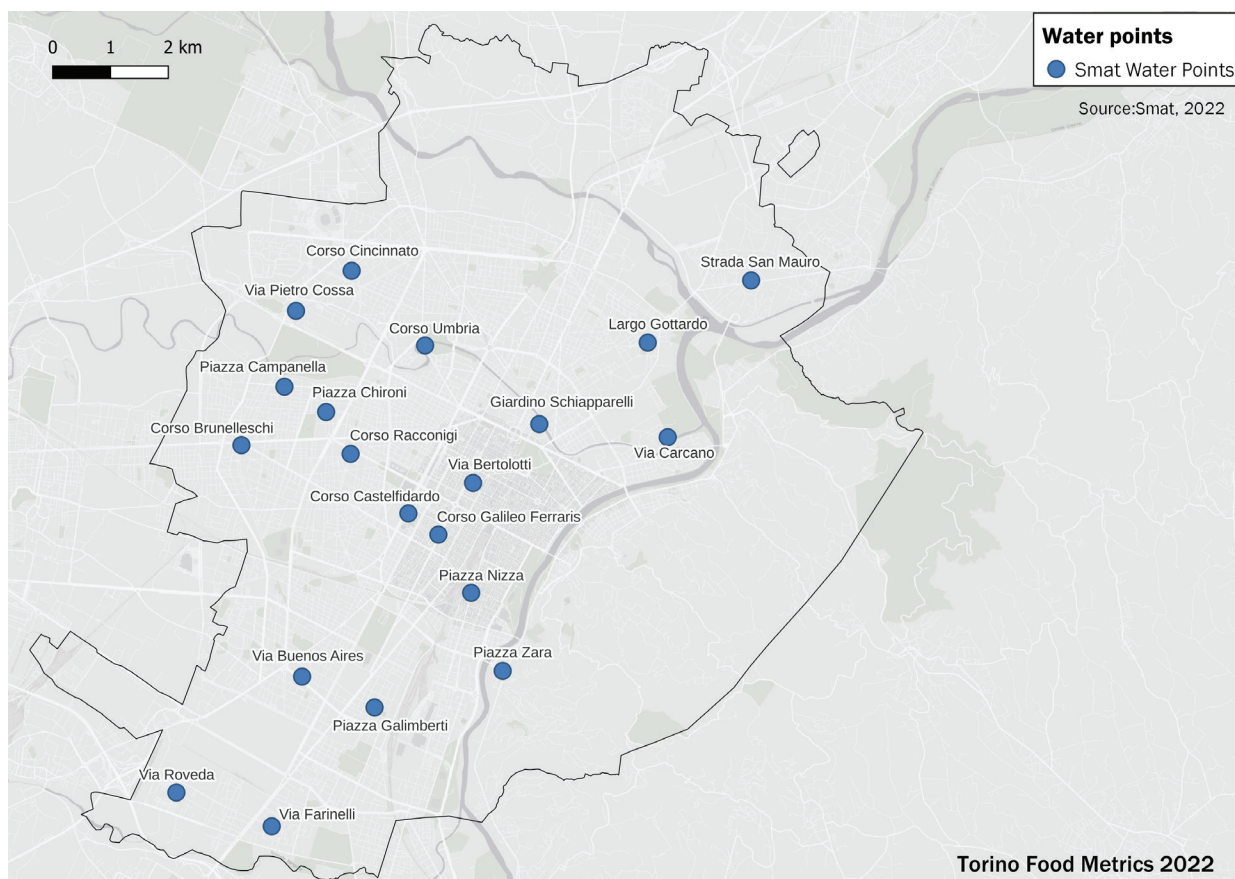 0 1 2 km
Water points
Smat Water Points
Source:Smat, 2022
Corso Cincinnato
Strada San Mauro
Via Pietro Cossa
Corso Umbria
Largo Gottardo
Piazza Campanella
Piazza Chironi
Giardino Schiapparelli
Corso Brunelleschi
Corso Racconigi
Via Carcano
Via Bertolotti
Corso Castelfidardo
Corso Galileo Ferraris
Piazza Nizza
Via Buenos Aires
Piazza Zara
Piazza Galimberti
Via Roveda
Via Farinelli
Torino Food Metrics 2022